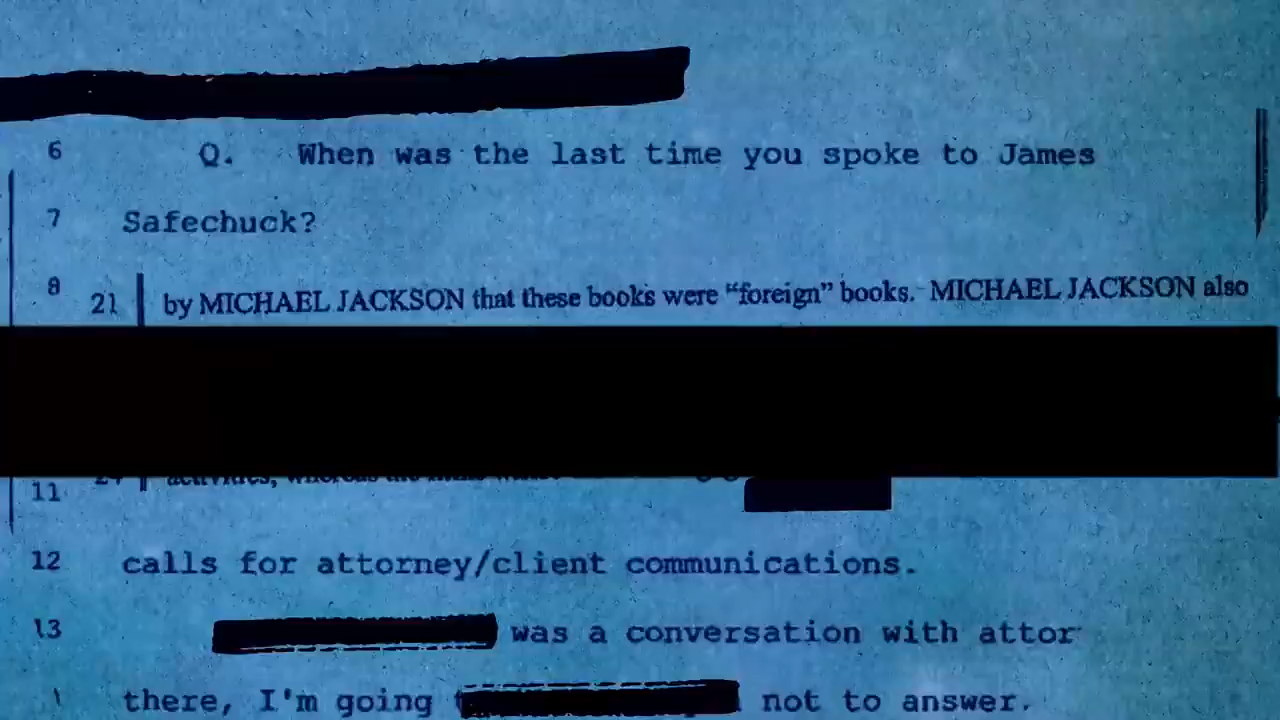 6 Q. When was the last time you spoke to James
7 Safechuck?
8
21 by MICHAEL JACKSON that these books were “foreign” books. MICHAEL JACKSON also
11
12 calls for attorney/client communications.
13 was a conversation with attor
there, I'm going not to answer.